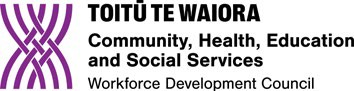 TOITŪ TE WAIORA
Community, Health, Education
and Social Services
Workforce Development Council